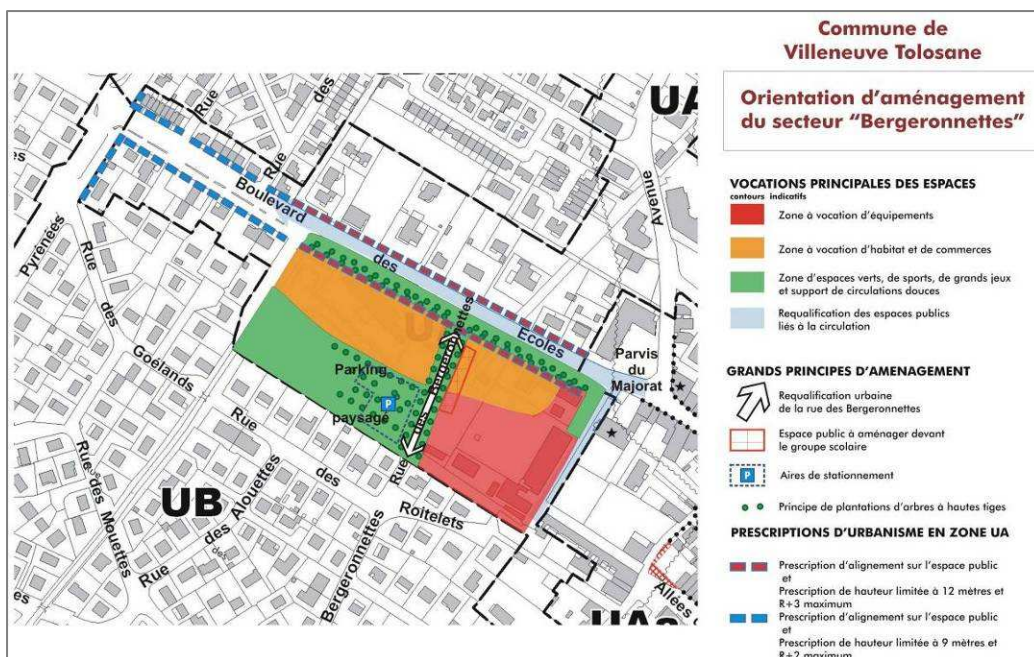 Commune de
Villeneuve Tolosane
Orientation d'aménagement
du secteur "Bergeronnettes"
VOCATIONS PRINCIPALES DES ESPACES
contours indicatifs
Zone à vocation d'équipements
Zone à vocation d'habitat et de commerces
Zone d'espaces verts, de sports, de grands jeux
et support de circulations douces
Requalification des espaces publics
liés à la circulation
GRANDS PRINCIPES D'AMENAGEMENT
Requalification urbaine
de la rue des Bergeronnettes
Espace public à aménager devant
le groupe scolaire
P
Aires de stationnement
Principe de plantations d'arbres à hautes tiges
PRESCRIPTIONS D'URBANISME EN ZONE UA
Prescription d'alignement sur l'espace public
et
Prescription de hauteur limitée à 12 mètres et
R+3 maximum
Prescription d'alignement sur l'espace public
et
Prescription de hauteur limitée à 9 mètres et
R+2 maximum
Rue
des
UA
Rue
Boulevard
des
Ecoles
Avenue
Pyrénées
Rue
des
Goélands
Parking
P
paysagé
Rue
des
Bergeronnettes
Parvis
du
Majorat
Rue
des
Roitelets
UB
Rue
des
Alouettes
Rue des
Mouettes
Bergeronnettes
Allées
UAa